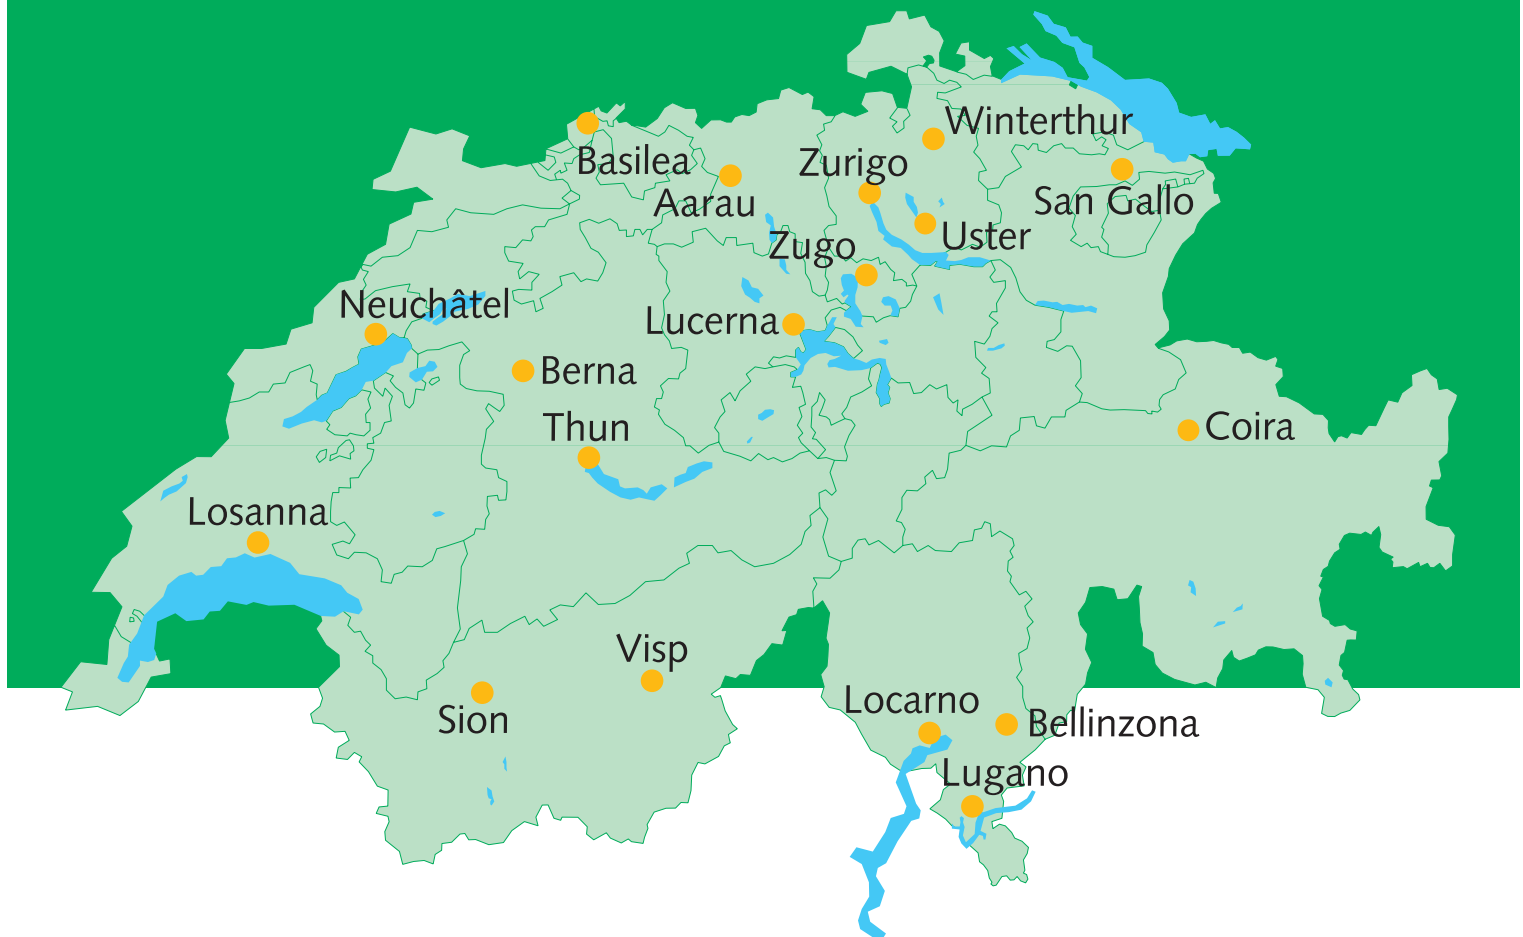 Winterthur
Basilea
Zurigo
Aarau
San Gallo
Uster
Zugo
Neuchâtel
Lucerna
Berna
Thun
Coira
Losanna
Visp
Sion
Locarno
Bellinzona
Lugano